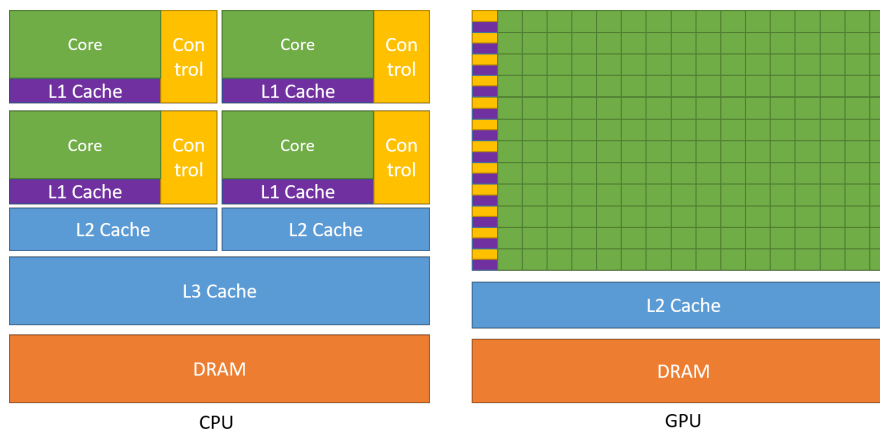 Core
Con
trol
Core
Con
trol
L1 Cache
L1 Cache
Core
Con
trol
Core
Con
trol
L1 Cache
L1 Cache
L2 Cache
L2 Cache
L3 Cache
L2 Cache
DRAM
DRAM
CPU
GPU